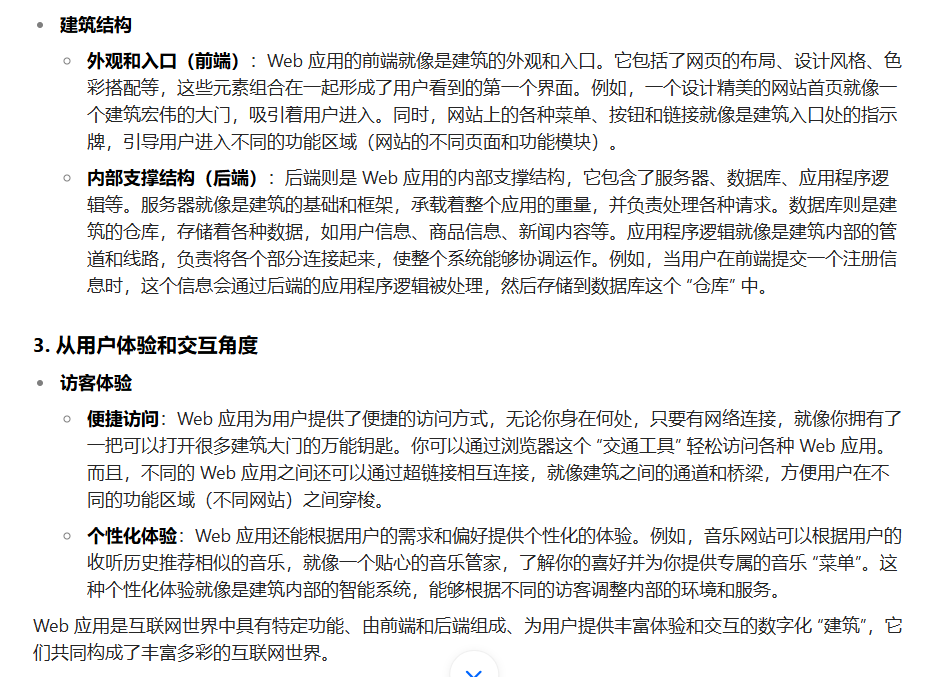 建筑结构
外观和入口（前端）：Web 应用的前端就像是建筑的外观和入口。它包括了网页的布局、设计风格、色
彩搭配等，这些元素组合在一起形成了用户看到的第一个界面。例如，一个设计精美的网站首页就像一
个建筑宏伟的大门，吸引着用户进入。同时，网站上的各种菜单、按钮和链接就像是建筑入口处的指示
牌，引导用户进入不同的功能区域（网站的不同页面和功能模块）。
内部支撑结构（后端）：后端则是 Web 应用的内部支撑结构，它包含了服务器、数据库、应用程序逻
辑等。服务器就像是建筑的基础和框架，承载着整个应用的重量，并负责处理各种请求。数据库则是建
筑的仓库，存储着各种数据，如用户信息、商品信息、新闻内容等。应用程序逻辑就像是建筑内部的管
道和线路，负责将各个部分连接起来，使整个系统能够协调运作。例如，当用户在前端提交一个注册信
息时，这个信息会通过后端的应用程序逻辑被处理，然后存储到数据库这个 “仓库” 中。
3. 从用户体验和交互角度
访客体验
便捷访问：Web 应用为用户提供了便捷的访问方式，无论你身在何处，只要有网络连接，就像你拥有了
一把可以打开很多建筑大门的万能钥匙。你可以通过浏览器这个 “交通工具” 轻松访问各种 Web 应用。
而且，不同的 Web 应用之间还可以通过超链接相互连接，就像建筑之间的通道和桥梁，方便用户在不
同的功能区域（不同网站）之间穿梭。
个性化体验：Web 应用还能根据用户的需求和偏好提供个性化的体验。例如，音乐网站可以根据用户的
收听历史推荐相似的音乐，就像一个贴心的音乐管家，了解你的喜好并为你提供专属的音乐 “菜单”。这
种个性化体验就像是建筑内部的智能系统，能够根据不同的访客调整内部的环境和服务。
Web 应用是互联网世界中具有特定功能、由前端和后端组成、为用户提供丰富体验和交互的数字化 “建筑”，它
们共同构成了丰富多彩的互联网世界。